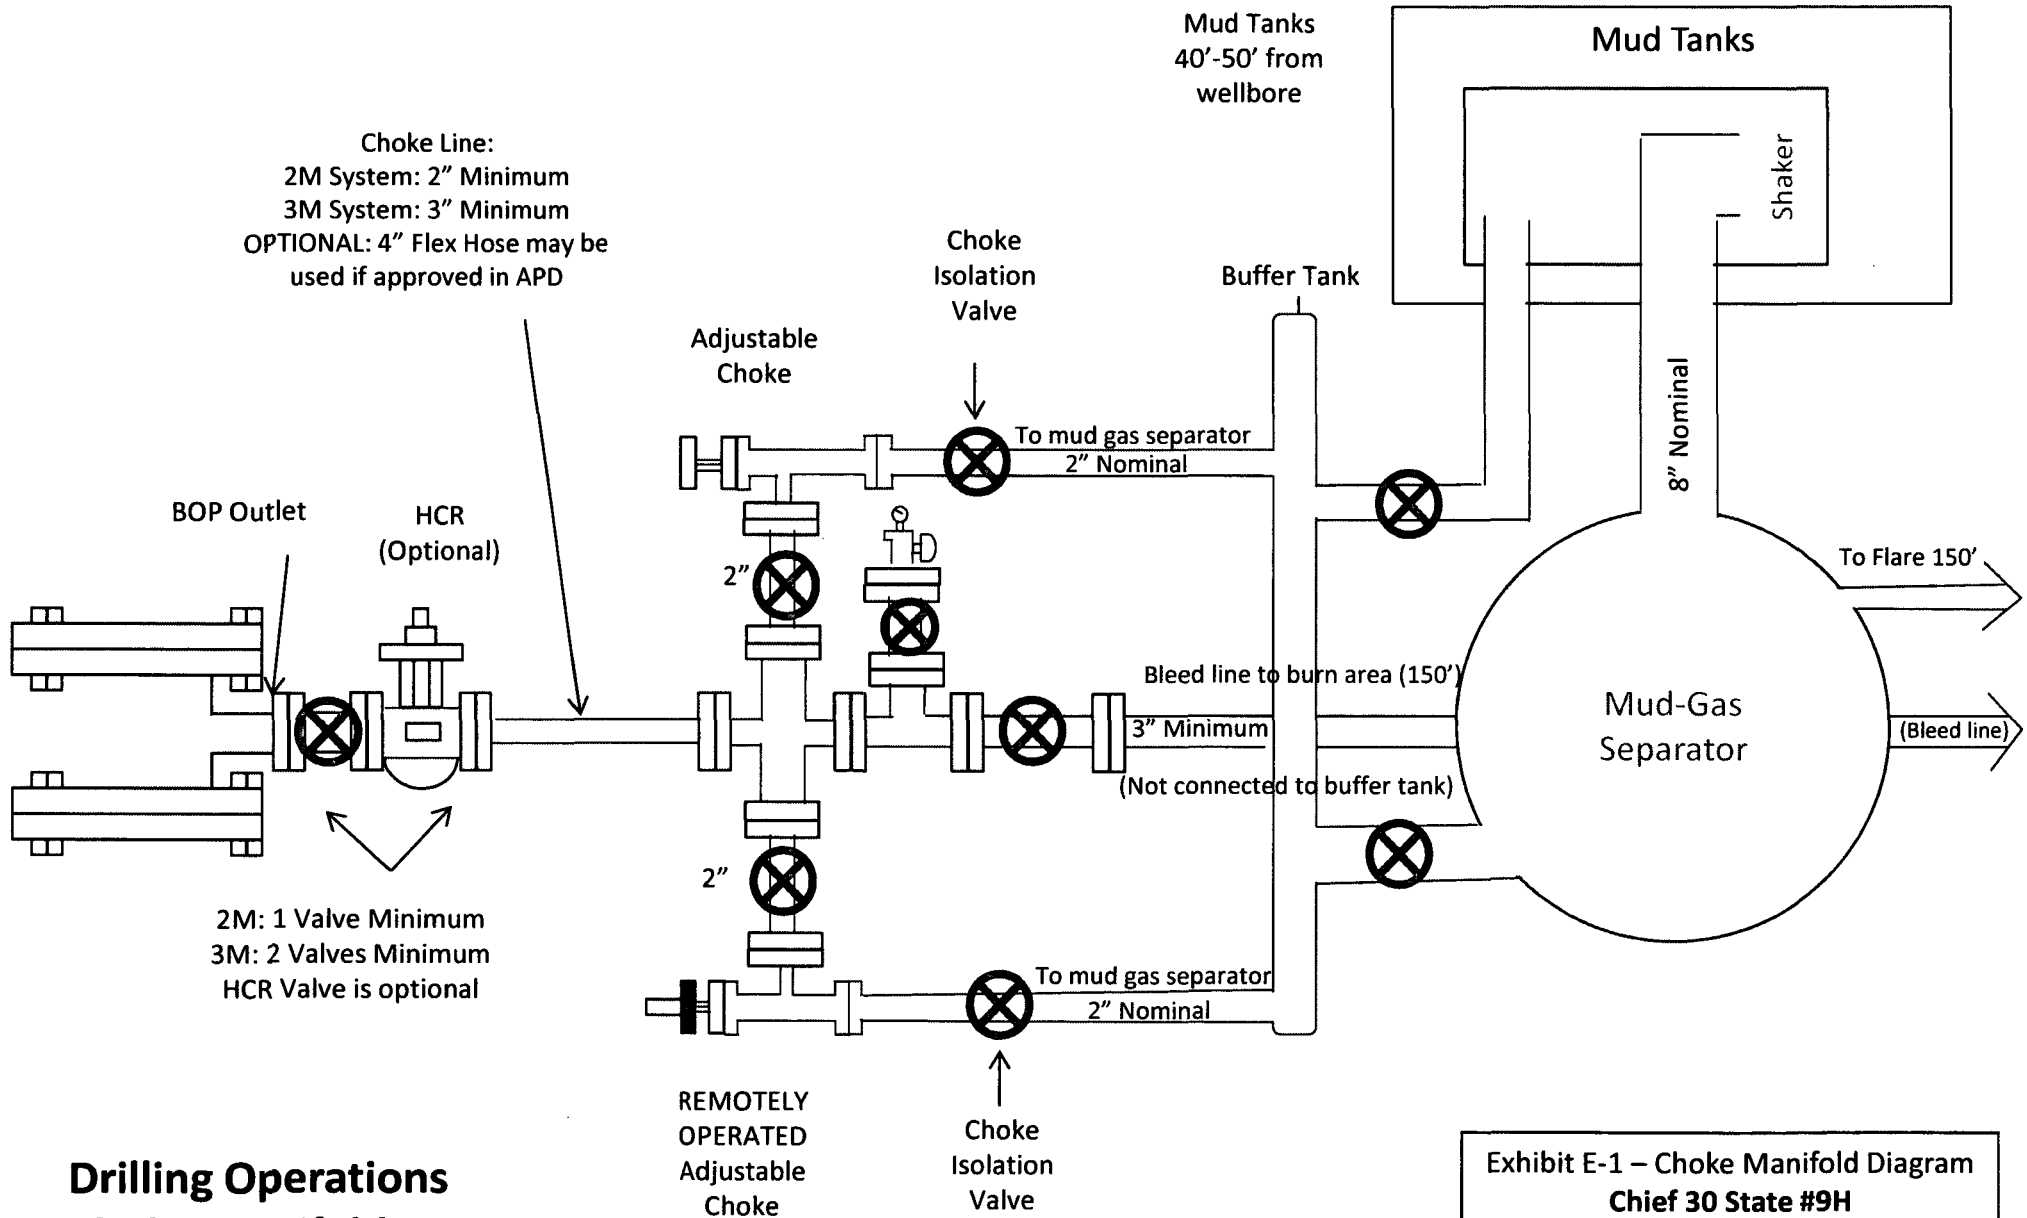 Mud Tanks
40'-50' from
wellbore
Mud Tanks
Shaker
Choke Line:
2M System: 2" Minimum
3M System: 3" Minimum
OPTIONAL: 4" Flex Hose may be
used if approved in APD
Choke
Isolation
Valve
Buffer Tank
Adjustable
Choke
8" Nominal
To mud gas separator
2" Nominal
BOP Outlet
HCR
(Optional)
2"
To Flare 150'
Bleed line to burn area (150')
3" Minimum
(Not connected to buffer tank)
Mud-Gas
Separator
(Bleed line)
2"
2M: 1 Valve Minimum
3M: 2 Valves Minimum
HCR Valve is optional
To mud gas separator
2" Nominal
REMOTELY
OPERATED
Adjustable
Choke
Choke
Isolation
Valve
Drilling Operations
Exhibit E-1 – Choke Manifold Diagram
Chief 30 State #9H